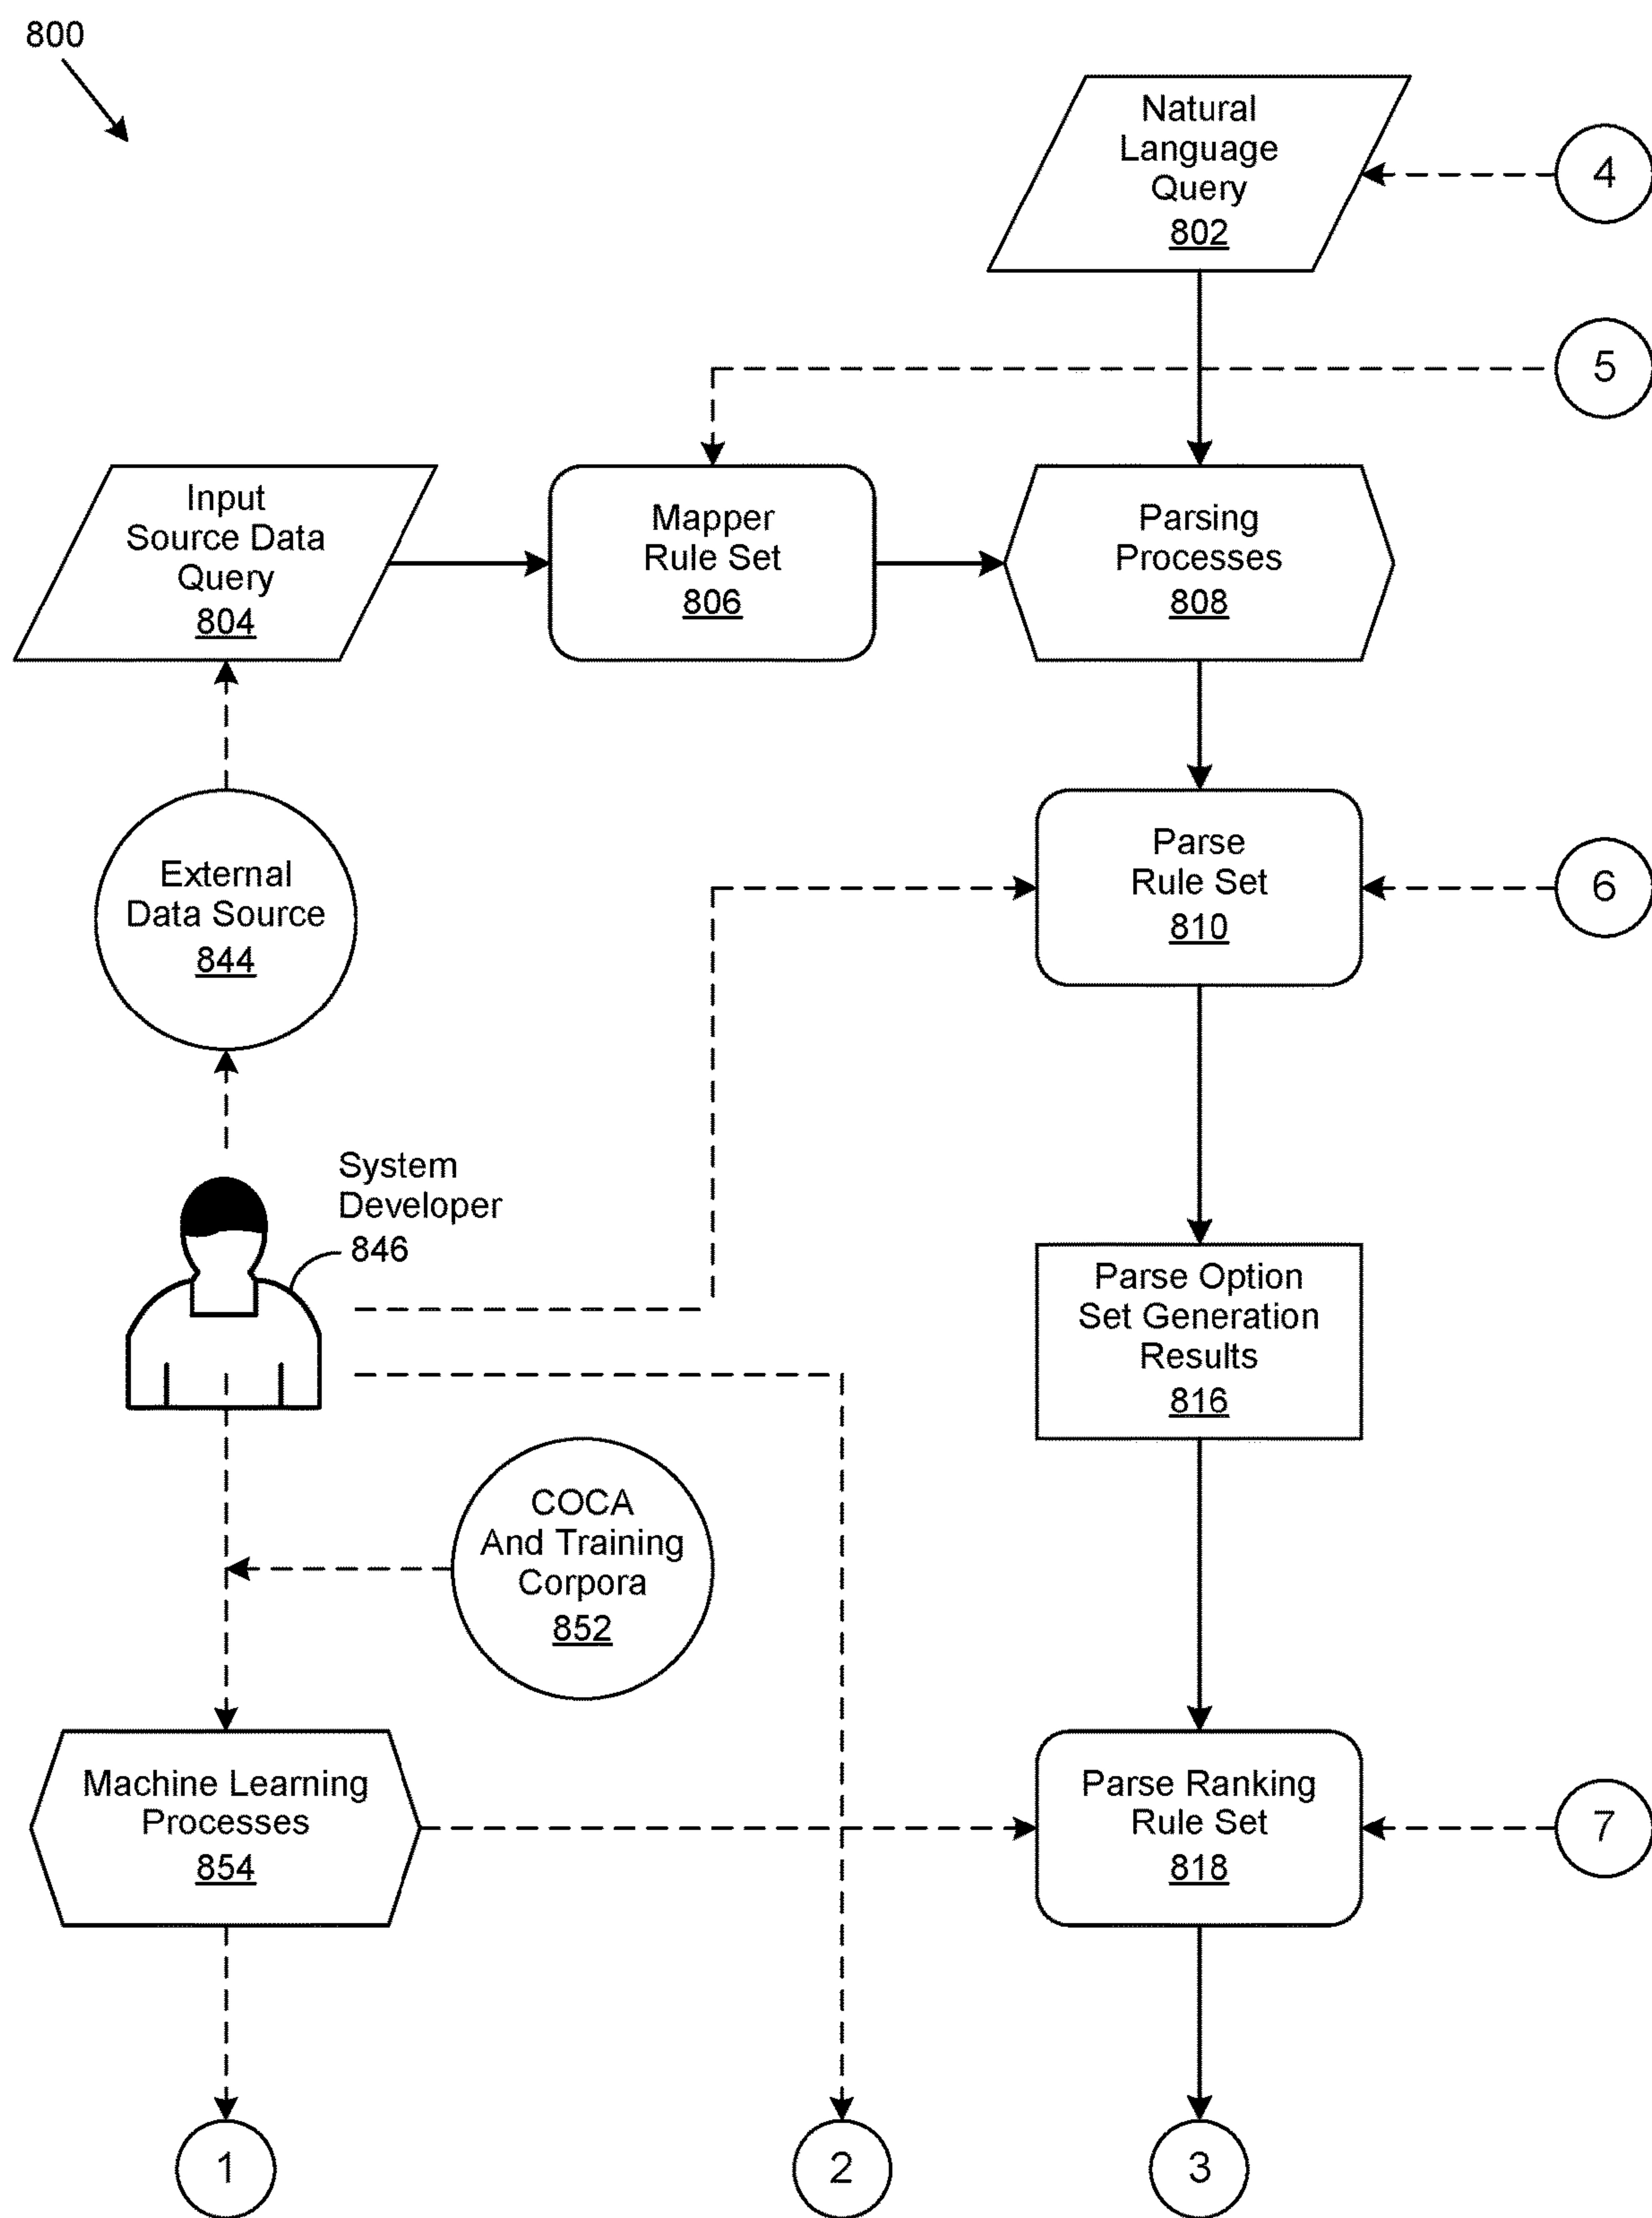 800
Natural
Language
Query
802
4
5
Input
Source Data
Query
804
Mapper
Rule Set
806
Parsing
Processes
808
External
Data Source
844
Parse
Rule Set
810
6
System
Developer
846
Parse Option
Set Generation
Results
816
COCA
And Training
Corpora
852
Machine Learning
Processes
854
Parse Ranking
Rule Set
818
7
1
2
3